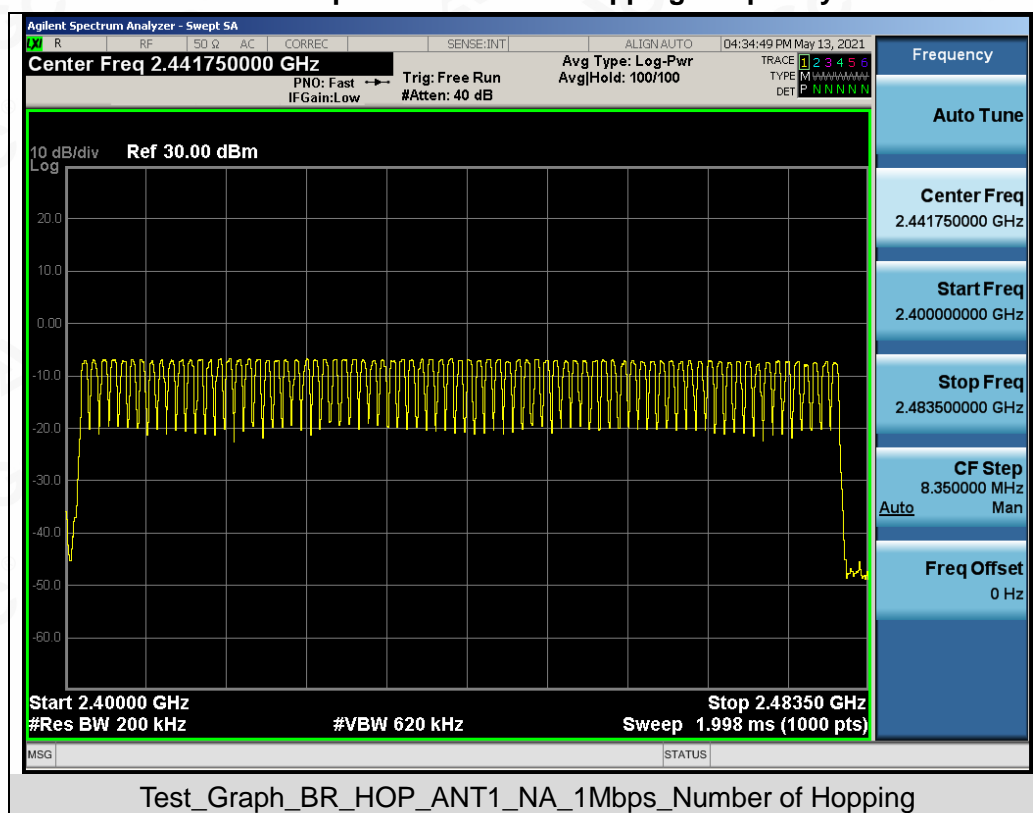 Agilent Spectrum Analyzer - Swept SA
LXI R RF 50 Ω AC CORREC SENSE:INT ALIGN AUTO 04:34:49 PM May 13, 2021
Center Freq 2.441750000 GHz
PNO: Fast
IFGain:Low
Trig: Free Run
#Atten: 40 dB
Avg Type: Log-Pwr
Avg|Hold: 100/100
TRACE 1 2 3 4 5 6
TYPE M
DET P N N N N N
10 dB/div Ref 30.00 dBm
Log
20.0
10.0
0.00
-10.0
-20.0
-30.0
-40.0
-50.0
-60.0
Start 2.40000 GHz Stop 2.48350 GHz
#Res BW 200 kHz #VBW 620 kHz Sweep 1.998 ms (1000 pts)
MSG STATUS
Frequency
Auto Tune
Center Freq
2.441750000 GHz
Start Freq
2.400000000 GHz
Stop Freq
2.483500000 GHz
CF Step
8.350000 MHz
Auto Man
Freq Offset
0 Hz
Test_Graph_BR_HOP_ANT1_NA_1Mbps_Number of Hopping